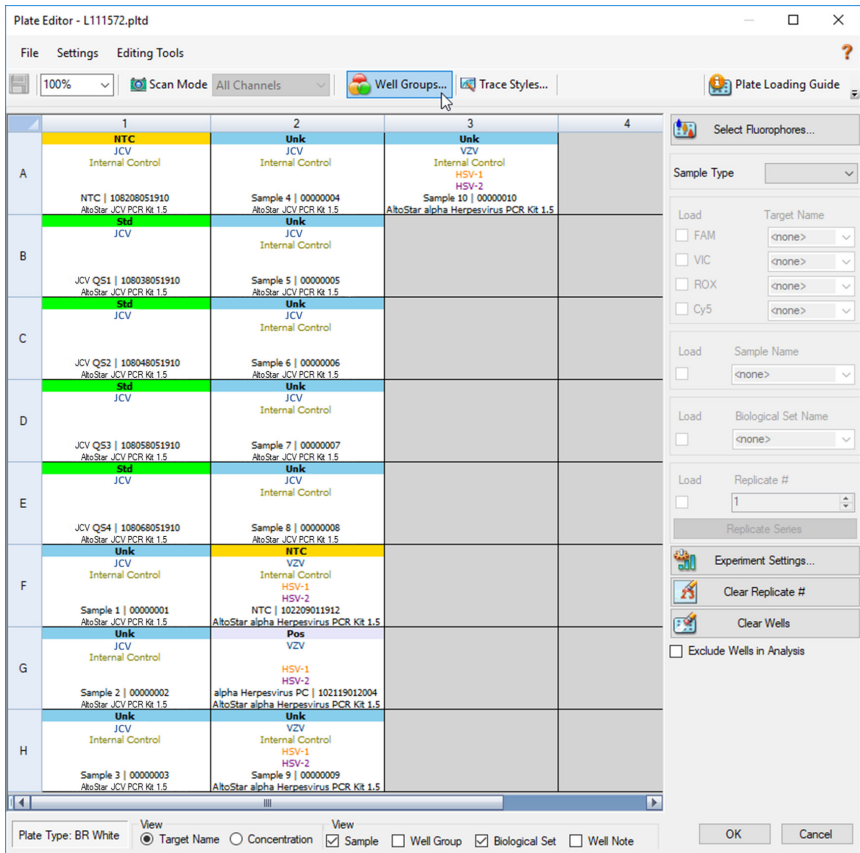 Plate Editor - L111572.pltd
File Settings Editing Tools ?
100% Scan Mode All Channels Well Groups... Trace Styles... Plate Loading Guide
1 2 3 4
A
NTC
JCV
Internal Control
NTC | 108208051910
AltoStar JCV PCR Kit 1.5
Unk
JCV
Internal Control
Sample 4 | 00000004
AltoStar JCV PCR Kit 1.5
Unk
VZV
Internal Control
HSV-1
HSV-2
Sample 10 | 00000010
AltoStar alpha Herpesvirus PCR Kit 1.5
B
Std
JCV
JCV QS1 | 108038051910
AltoStar JCV PCR Kit 1.5
Unk
JCV
Internal Control
Sample 5 | 00000005
AltoStar JCV PCR Kit 1.5
C
Std
JCV
JCV QS2 | 108048051910
AltoStar JCV PCR Kit 1.5
Unk
JCV
Internal Control
Sample 6 | 00000006
AltoStar JCV PCR Kit 1.5
D
Std
JCV
JCV QS3 | 108058051910
AltoStar JCV PCR Kit 1.5
Unk
JCV
Internal Control
Sample 7 | 00000007
AltoStar JCV PCR Kit 1.5
E
Std
JCV
JCV QS4 | 108068051910
AltoStar JCV PCR Kit 1.5
Unk
JCV
Internal Control
Sample 8 | 00000008
AltoStar JCV PCR Kit 1.5
F
Unk
JCV
Internal Control
Sample 1 | 00000001
AltoStar JCV PCR Kit 1.5
NTC
VZV
Internal Control
HSV-1
HSV-2
NTC | 102209011912
AltoStar alpha Herpesvirus PCR Kit 1.5
G
Unk
JCV
Internal Control
Sample 2 | 00000002
AltoStar JCV PCR Kit 1.5
Pos
VZV
HSV-1
HSV-2
alpha Herpesvirus PC | 102119012004
AltoStar alpha Herpesvirus PCR Kit 1.5
H
Unk
JCV
Internal Control
Sample 3 | 00000003
AltoStar JCV PCR Kit 1.5
Unk
VZV
Internal Control
HSV-1
HSV-2
Sample 9 | 00000009
AltoStar alpha Herpesvirus PCR Kit 1.5
Select Fluorophores...
Sample Type
Load Target Name
FAM <none>
VIC <none>
ROX <none>
Cy5 <none>
Load Sample Name
<none>
Load Biological Set Name
<none>
Load Replicate #
1
Replicate Series
Experiment Settings...
Clear Replicate #
Clear Wells
Exclude Wells in Analysis
Plate Type: BR White
View
Target Name Concentration
View
Sample Well Group Biological Set Well Note
OK Cancel